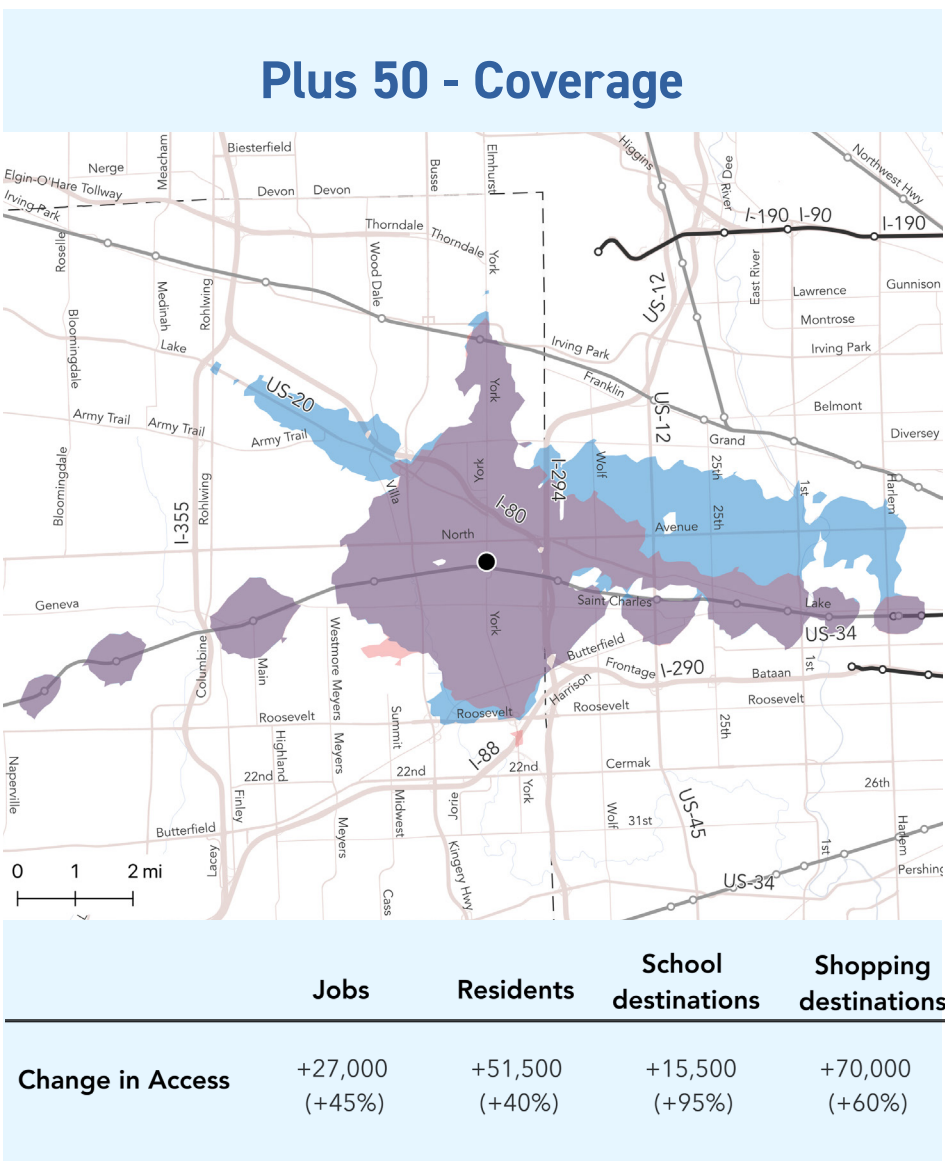 Plus 50 - Coverage
Biesterfield
Nerge
Meacham
Elgin-O'Hare Tollway
Irving Park
Devon
Devon
Busse
Elmhurst
Higgins
Dee River
Northwest Hwy
I-190
I-90
I-190
Roselle
Thorndale
Thorndale
Wood Dale
York
US-12
East River
Medinah
Rohlwing
Lawrence
Gunnison
Montrose
Irving Park
Irving Park
Bloomingdale
Lake
Franklin
US-20
York
US-12
Belmont
Army Trail
Army Trail
Army Trail
Grand
Diversey
Bloomingdale
Rohlwing
I-355
Villa
York
I-294
Wolf
25th
25th
1st
Harlem
I-80
North
Avenue
Geneva
Saint Charles
Lake
US-34
York
Westmore Meyers
Butterfield
Main
Columbine
Frontage
I-290
Bataan
1st
Harrison
Roosevelt
Roosevelt
Roosevelt
Roosevelt
Summit
25th
Highland
Meyers
I-88
Naperville
22nd
22nd
22nd
Cermak
26th
Finley
Midwest
Jorie
York
Wolf
31st
US-45
1st
Harlem
Butterfield
Meyers
Lacey
Kingery Hwy
Pershing
Cass
US-34
0 1 2 mi
Jobs
Residents
School
destinations
Shopping
destinations
Change in Access
+27,000
+51,500
+15,500
+70,000
(+45%)
(+40%)
(+95%)
(+60%)